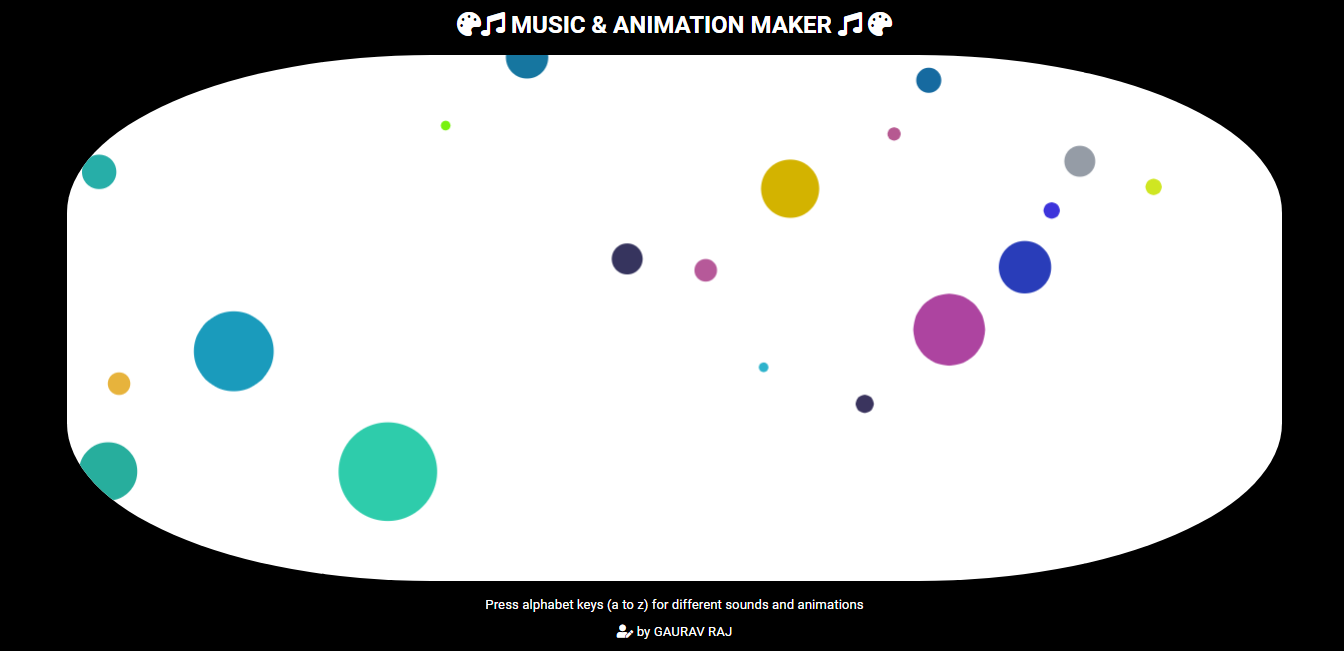 MUSIC & ANIMATION MAKER
Press alphabet keys (a to z) for different sounds and animations
by GAURAV RAJ